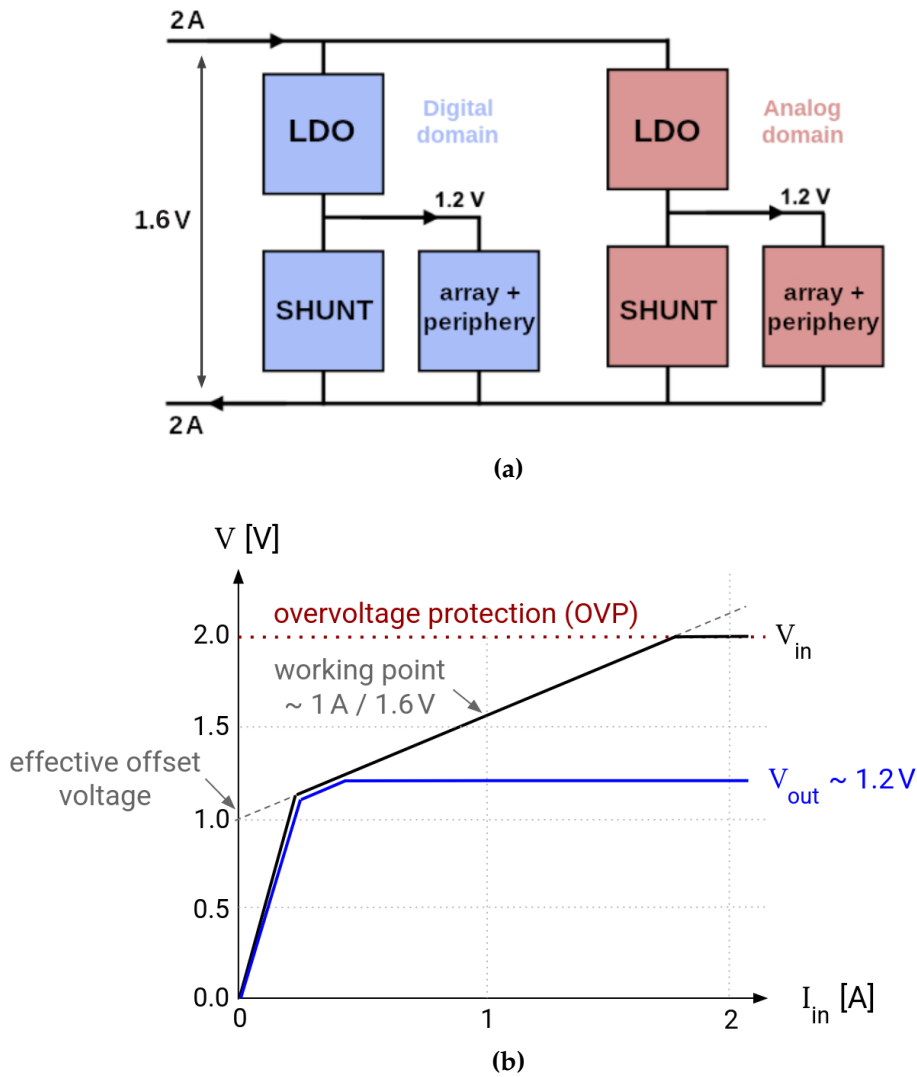 2 A
LDO
Digital
domain
LDO
Analog
domain
1.2 V
1.2 V
1.6 V
SHUNT
array +
periphery
SHUNT
array +
periphery
2 A
(a)
V [V]
overvoltage protection (OVP)
2.0
V_in
working point
~ 1 A / 1.6 V
1.5
effective offset
voltage
V_out ~ 1.2 V
1.0
0.5
0.0
0
1
2
I_in [A]
(b)